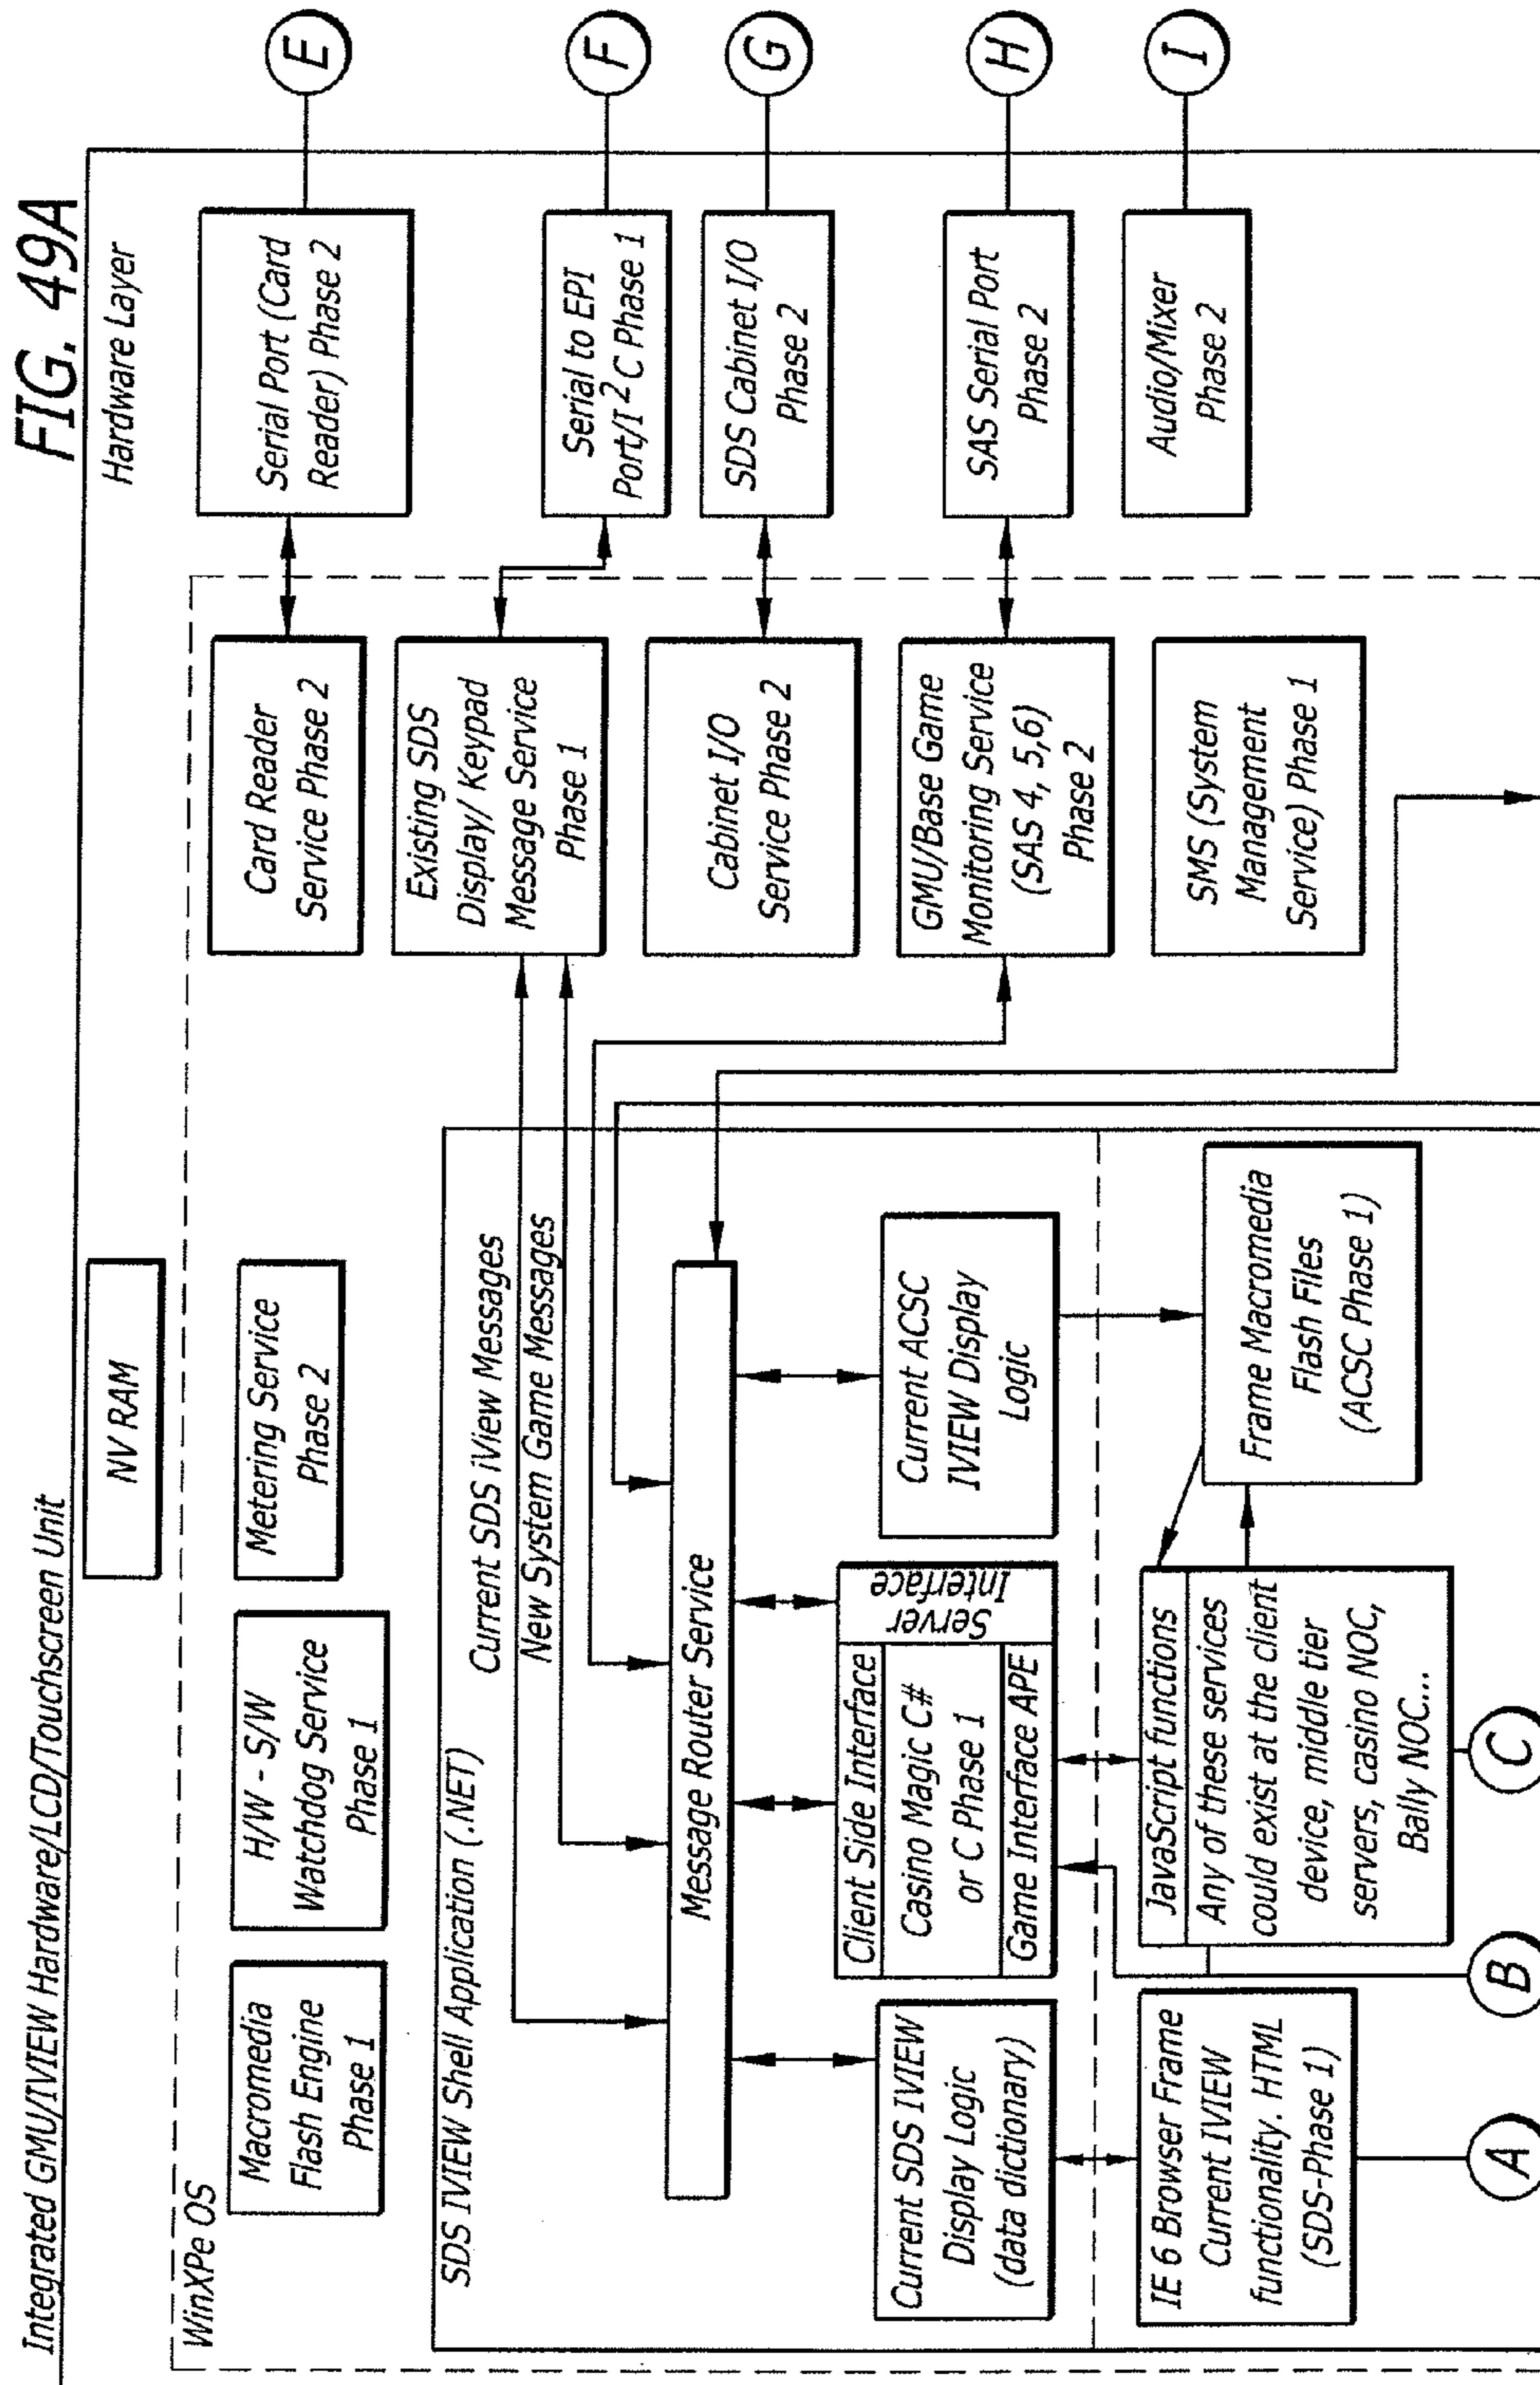 FIG. 49A
Integrated GMU/IVIEW Hardware/LCD/Touchscreen Unit
Hardware Layer
NV RAM
WinXPe OS
Macromedia
Flash Engine
Phase 1
H/W - S/W
Watchdog Service
Phase 1
Metering Service
Phase 2
Card Reader
Service Phase 2
Serial Port (Card
Reader) Phase 2
E
Existing SDS
Display/ Keypad
Message Service
Phase 1
Serial to EPI
Port/I² C Phase 1
F
Cabinet I/O
Service Phase 2
SDS Cabinet I/O
Phase 2
G
GMU/Base Game
Monitoring Service
(SAS 4, 5,6)
Phase 2
SAS Serial Port
Phase 2
H
SMS (System
Management
Service) Phase 1
Audio/Mixer
Phase 2
I
SDS IVIEW Shell Application (.NET)
Current SDS iView Messages
New System Game Messages
Message Router Service
Current SDS IVIEW
Display Logic
(data dictionary)
Client Side Interface
Casino Magic C#
or C Phase 1
Game Interface APE
Server
Interface
Current ACSC
IVIEW Display
Logic
IE 6 Browser Frame
Current IVIEW
functionality. HTML
(SDS-Phase 1)
JavaScript functions
Any of these services
could exist at the client
device, middle tier
servers, casino NOC,
Bally NOC...
Frame Macromedia
Flash Files
(ACSC Phase 1)
A
B
C